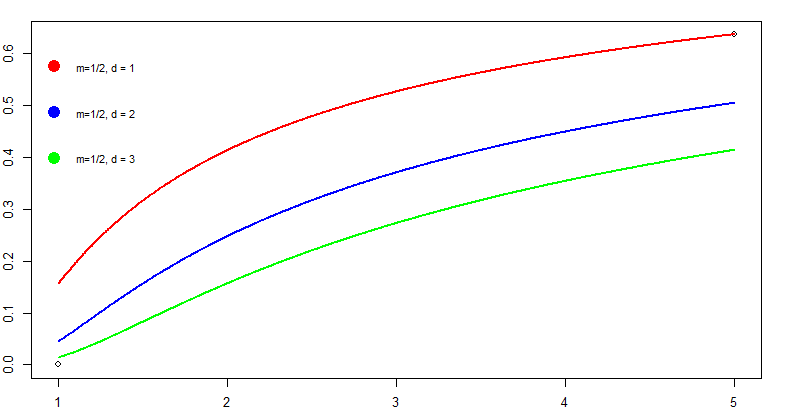 0.6
0.5
0.4
0.3
0.2
0.1
0.0
m=1/2, d = 1
m=1/2, d = 2
m=1/2, d = 3
1 2 3 4 5